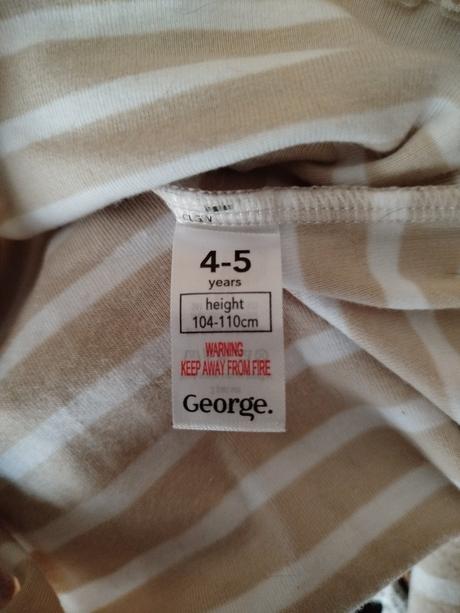 4-5
years
height
104-110cm
WARNING
KEEP AWAY FROM FIRE
George.